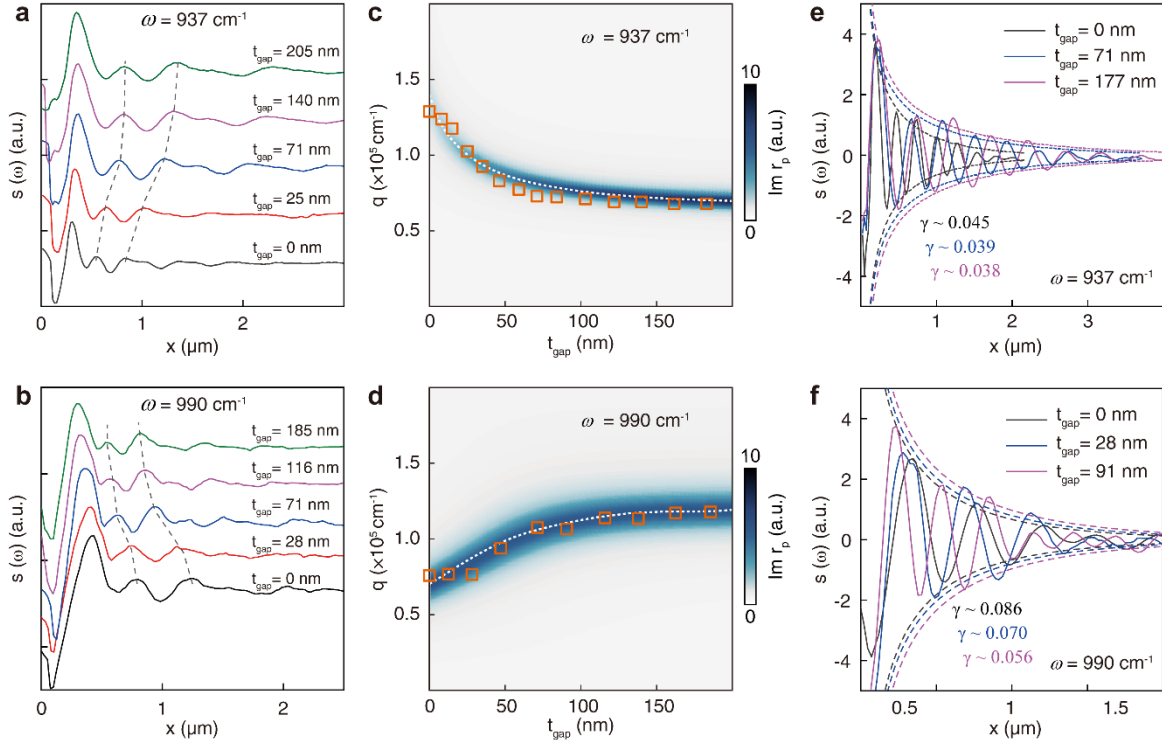 a
ω = 937 cm⁻¹
s (ω) (a.u.)
t_gap= 205 nm
t_gap= 140 nm
t_gap= 71 nm
t_gap= 25 nm
t_gap= 0 nm
0 1 2
x (μm)
b
ω = 990 cm⁻¹
s (ω) (a.u.)
t_gap= 185 nm
t_gap= 116 nm
t_gap= 71 nm
t_gap= 28 nm
t_gap= 0 nm
0 1 2
x (μm)
c
ω = 937 cm⁻¹
q (×10⁵ cm⁻¹)
1.5
1.0
0.5
0 50 100 150
t_gap (nm)
10
0
Im r_p (a.u.)
d
ω = 990 cm⁻¹
q (×10⁵ cm⁻¹)
1.5
1.0
0.5
0 50 100 150
t_gap (nm)
10
0
Im r_p (a.u.)
e
s (ω) (a.u.)
4
2
0
-2
-4
t_gap= 0 nm
t_gap= 71 nm
t_gap= 177 nm
γ ~ 0.045
γ ~ 0.039
γ ~ 0.038
ω = 937 cm⁻¹
1 2 3
x (μm)
f
s (ω) (a.u.)
4
2
0
-2
-4
t_gap= 0 nm
t_gap= 28 nm
t_gap= 91 nm
γ ~ 0.086
γ ~ 0.070
γ ~ 0.056
ω = 990 cm⁻¹
0.5 1 1.5
x (μm)